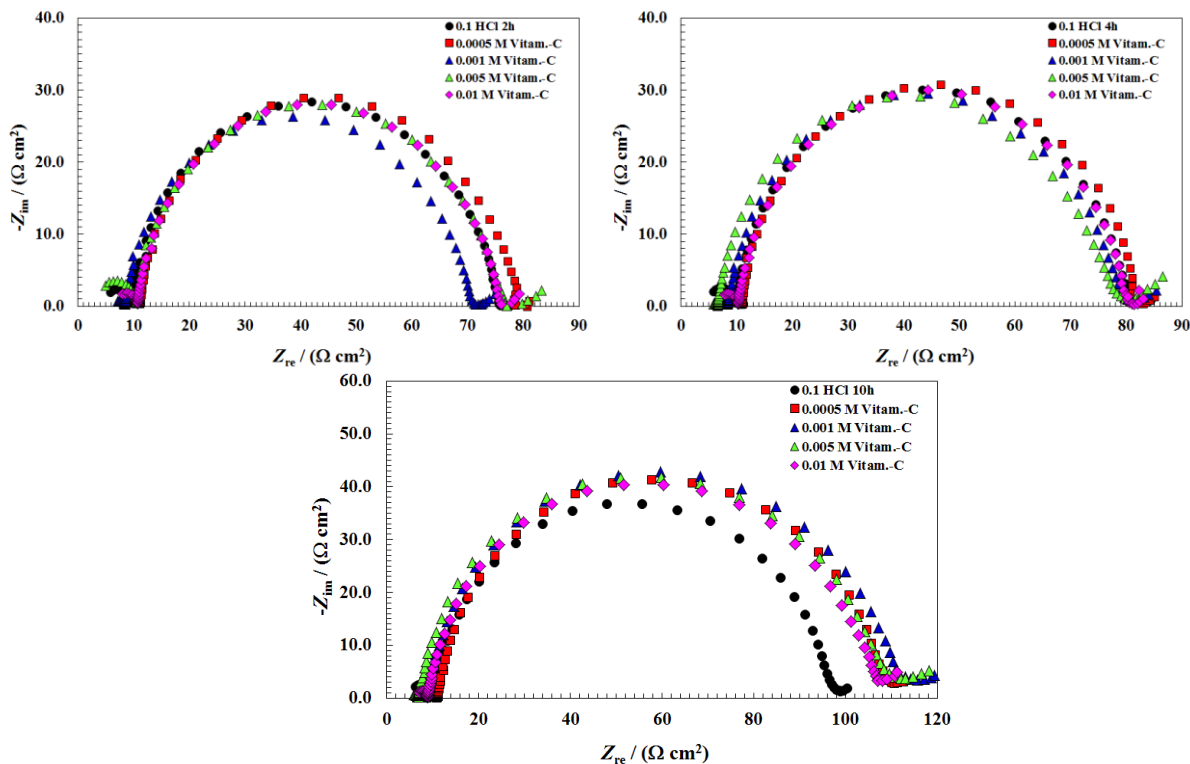 40.0
30.0
20.0
10.0
0.0
-Zim / (Ω cm2)
0 10 20 30 40 50 60 70 80 90
Zre / (Ω cm2)
0.1 HCl 2h
0.0005 M Vitam.-C
0.001 M Vitam.-C
0.005 M Vitam.-C
0.01 M Vitam.-C
40.0
30.0
20.0
10.0
0.0
-Zim / (Ω cm2)
0 10 20 30 40 50 60 70 80 90
Zre / (Ω cm2)
0.1 HCl 4h
0.0005 M Vitam.-C
0.001 M Vitam.-C
0.005 M Vitam.-C
0.01 M Vitam.-C
60.0
50.0
40.0
30.0
20.0
10.0
0.0
-Zim / (Ω cm2)
0 20 40 60 80 100 120
Zre / (Ω cm2)
0.1 HCl 10h
0.0005 M Vitam.-C
0.001 M Vitam.-C
0.005 M Vitam.-C
0.01 M Vitam.-C